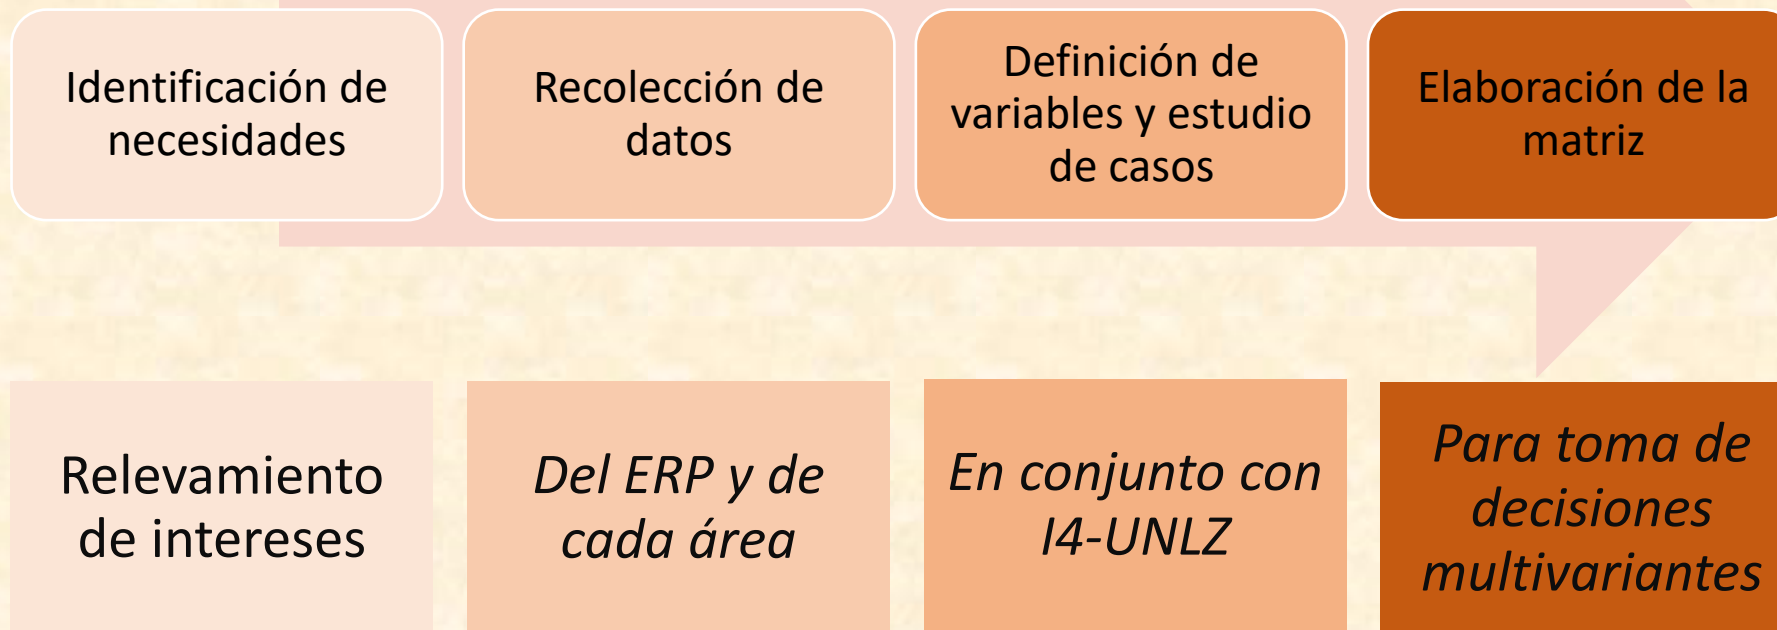 Identificación de
necesidades
Recolección de
datos
Definición de
variables y estudio
de casos
Elaboración de la
matriz
Relevamiento
de intereses
Del ERP y de
cada área
En conjunto con
I4-UNLZ
Para toma de
decisiones
multivariantes